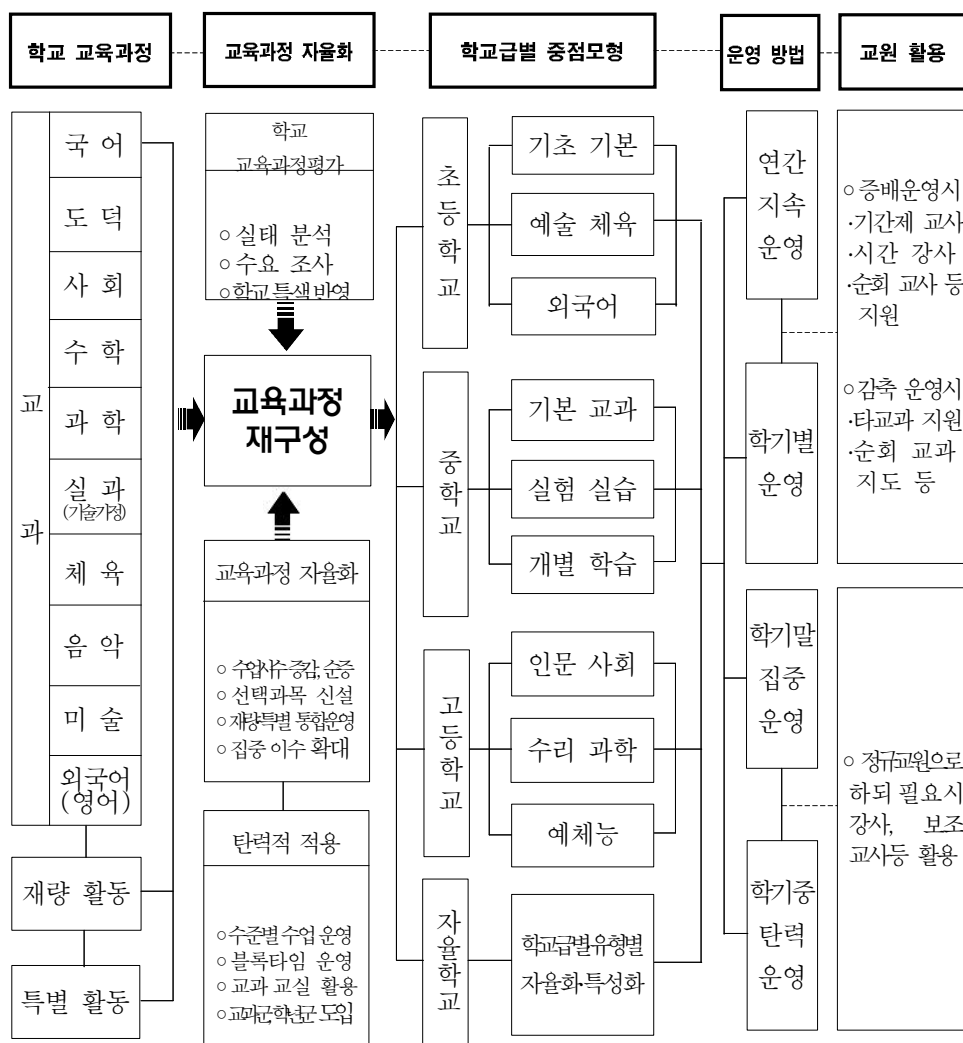 학교 교육과정
교육과정 자율화
학교급별 중점모형
운영 방법
교원 활용
교
과
국 어
도 덕
사 회
수 학
과 학
실 과
(기술가정)
체 육
음 악
미 술
외국어
(영어)
재량 활동
특별 활동
학교
교육과정평가
○ 실태 분석
○ 수요 조사
○ 학교 특색 반영
교육과정
재구성
교육과정 자율화
○ 수업시수 증감, 순증
○ 선택과목 신설
○ 재량특별 통합운영
○ 집중 이수 확대
탄력적 적용
○ 수준별 수업 운영
○ 블록타임 운영
○ 교과 교실 활용
○ 교과군,학년군 도입
초
등
학
교
기초 기본
예술 체육
외국어
중
학
교
기본 교과
실험 실습
개별 학습
고
등
학
교
인문 사회
수리 과학
예체능
자
율
학
교
학교급별·유형별
자율화·특성화
연간
지속
운영
학기별
운영
학기말
집중
운영
학기중
탄력
운영
○ 증배운영시
·기간제 교사
·시간 강사
·순회 교사 등
지원
○ 감축 운영시
·타교과 지원
·순회 교과
지도 등
○ 정규교원으로
하되 필요시
강사, 보조
교사등 활용